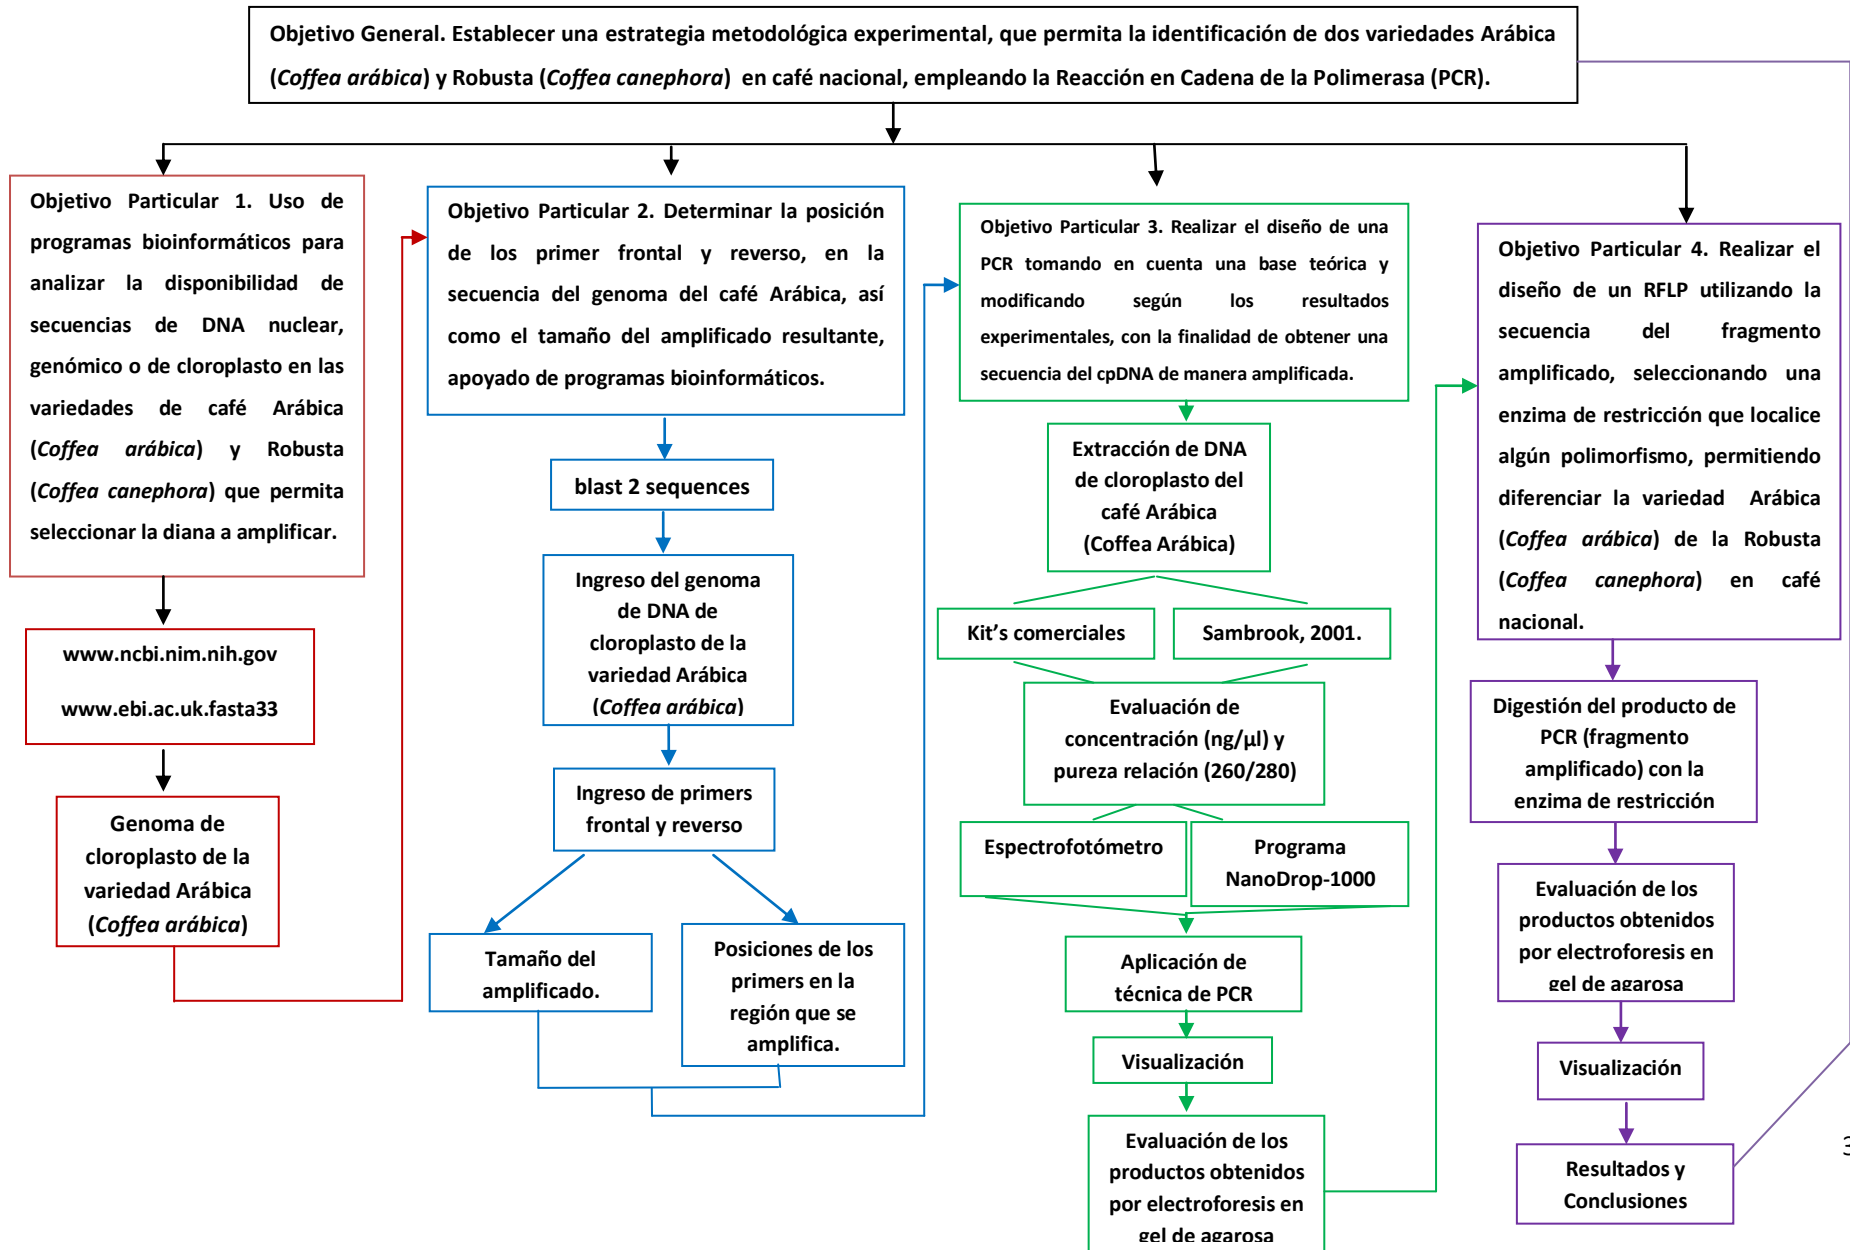 Objetivo General. Establecer una estrategia metodológica experimental, que permita la identificación de dos variedades Arábica
(Coffea arábica) y Robusta (Coffea canephora) en café nacional, empleando la Reacción en Cadena de la Polimerasa (PCR).
Objetivo Particular 1. Uso de
programas bioinformáticos para
analizar la disponibilidad de
secuencias de DNA nuclear,
genómico o de cloroplasto en las
variedades de café Arábica
(Coffea arábica) y Robusta
(Coffea canephora) que permita
seleccionar la diana a amplificar.
www.ncbi.nim.nih.gov
www.ebi.ac.uk.fasta33
Genoma de
cloroplasto de la
variedad Arábica
(Coffea arábica)
Objetivo Particular 2. Determinar la posición
de los primer frontal y reverso, en la
secuencia del genoma del café Arábica, así
como el tamaño del amplificado resultante,
apoyado de programas bioinformáticos.
blast 2 sequences
Ingreso del genoma
de DNA de
cloroplasto de la
variedad Arábica
(Coffea arábica)
Ingreso de primers
frontal y reverso
Tamaño del
amplificado.
Posiciones de los
primers en la
región que se
amplifica.
Objetivo Particular 3. Realizar el diseño de una
PCR tomando en cuenta una base teórica y
modificando según los resultados
experimentales, con la finalidad de obtener una
secuencia del cpDNA de manera amplificada.
Extracción de DNA
de cloroplasto del
café Arábica
(Coffea Arábica)
Kit's comerciales
Sambrook, 2001.
Evaluación de
concentración (ng/µl) y
pureza relación (260/280)
Espectrofotómetro
Programa
NanoDrop-1000
Aplicación de
técnica de PCR
Visualización
Evaluación de los
productos obtenidos
por electroforesis en
gel de agarosa
Objetivo Particular 4. Realizar el
diseño de un RFLP utilizando la
secuencia del fragmento
amplificado, seleccionando una
enzima de restricción que localice
algún polimorfismo, permitiendo
diferenciar la variedad Arábica
(Coffea arábica) de la Robusta
(Coffea canephora) en café
nacional.
Digestión del producto de
PCR (fragmento
amplificado) con la
enzima de restricción
Evaluación de los
productos obtenidos
por electroforesis en
gel de agarosa
Visualización
Resultados y
Conclusiones